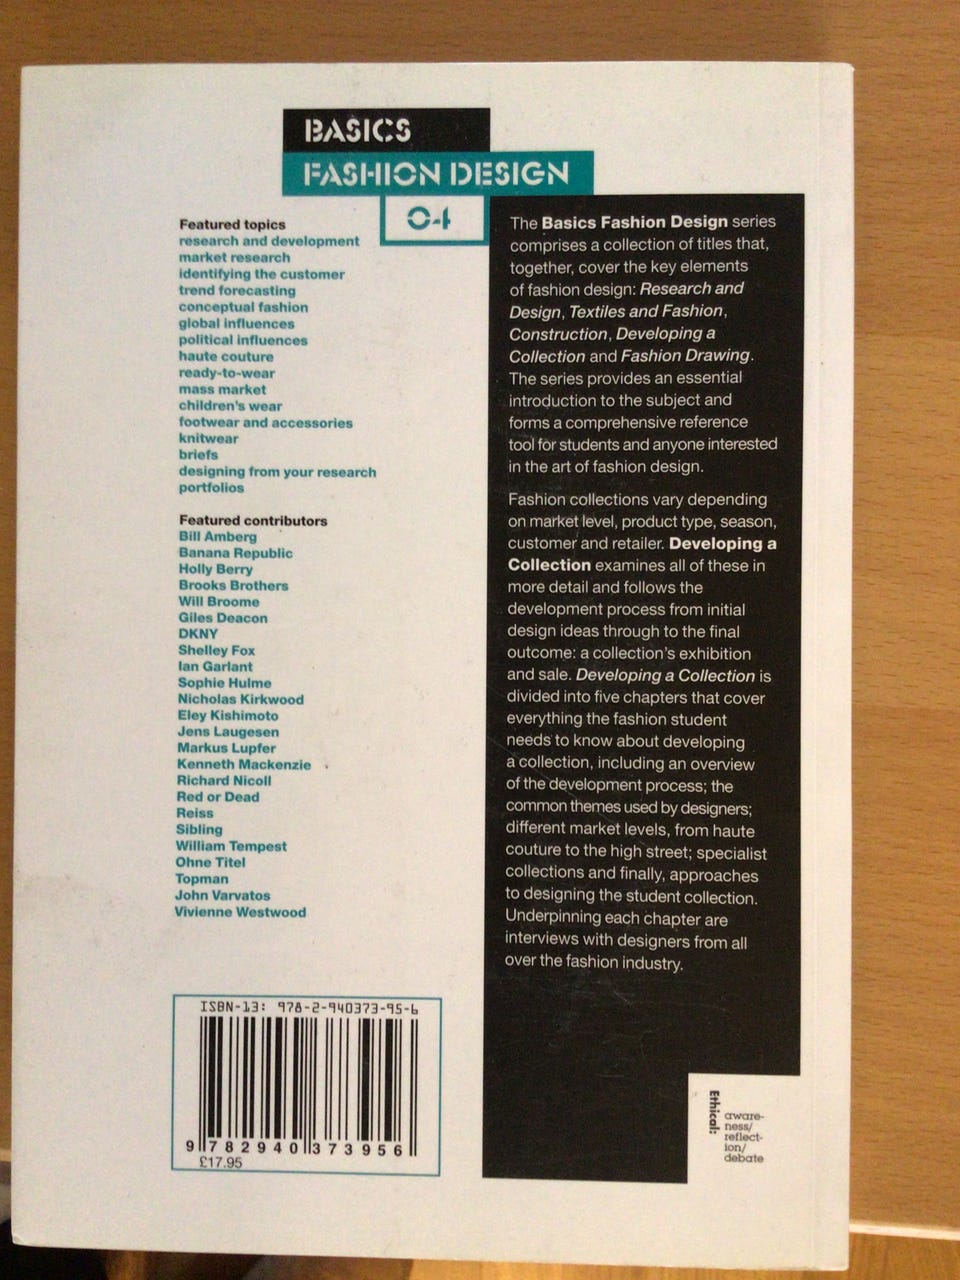 BASICS
FASHION DESIGN
04
Featured topics
research and development
market research
identifying the customer
trend forecasting
conceptual fashion
global influences
political influences
haute couture
ready-to-wear
mass market
children's wear
footwear and accessories
knitwear
briefs
designing from your research
portfolios
Featured contributors
Bill Amberg
Banana Republic
Holly Berry
Brooks Brothers
Will Broome
Giles Deacon
DKNY
Shelley Fox
Ian Garlant
Sophie Hulme
Nicholas Kirkwood
Eley Kishimoto
Jens Laugesen
Markus Lupfer
Kenneth Mackenzie
Richard Nicoll
Red or Dead
Reiss
Sibling
William Tempest
Ohne Titel
Topman
John Varvatos
Vivienne Westwood
ISBN-13: 978-2-940373-95-6
9 782940 373956
£17.95
The Basics Fashion Design series
comprises a collection of titles that,
together, cover the key elements
of fashion design: Research and
Design, Textiles and Fashion,
Construction, Developing a
Collection and Fashion Drawing.
The series provides an essential
introduction to the subject and
forms a comprehensive reference
tool for students and anyone interested
in the art of fashion design.
Fashion collections vary depending
on market level, product type, season,
customer and retailer. Developing a
Collection examines all of these in
more detail and follows the
development process from initial
design ideas through to the final
outcome: a collection's exhibition
and sale. Developing a Collection is
divided into five chapters that cover
everything the fashion student
needs to know about developing
a collection, including an overview
of the development process; the
common themes used by designers;
different market levels, from haute
couture to the high street; specialist
collections and finally, approaches
to designing the student collection.
Underpinning each chapter are
interviews with designers from all
over the fashion industry.
Ethical:
aware-
ness/
reflect-
ion/
debate